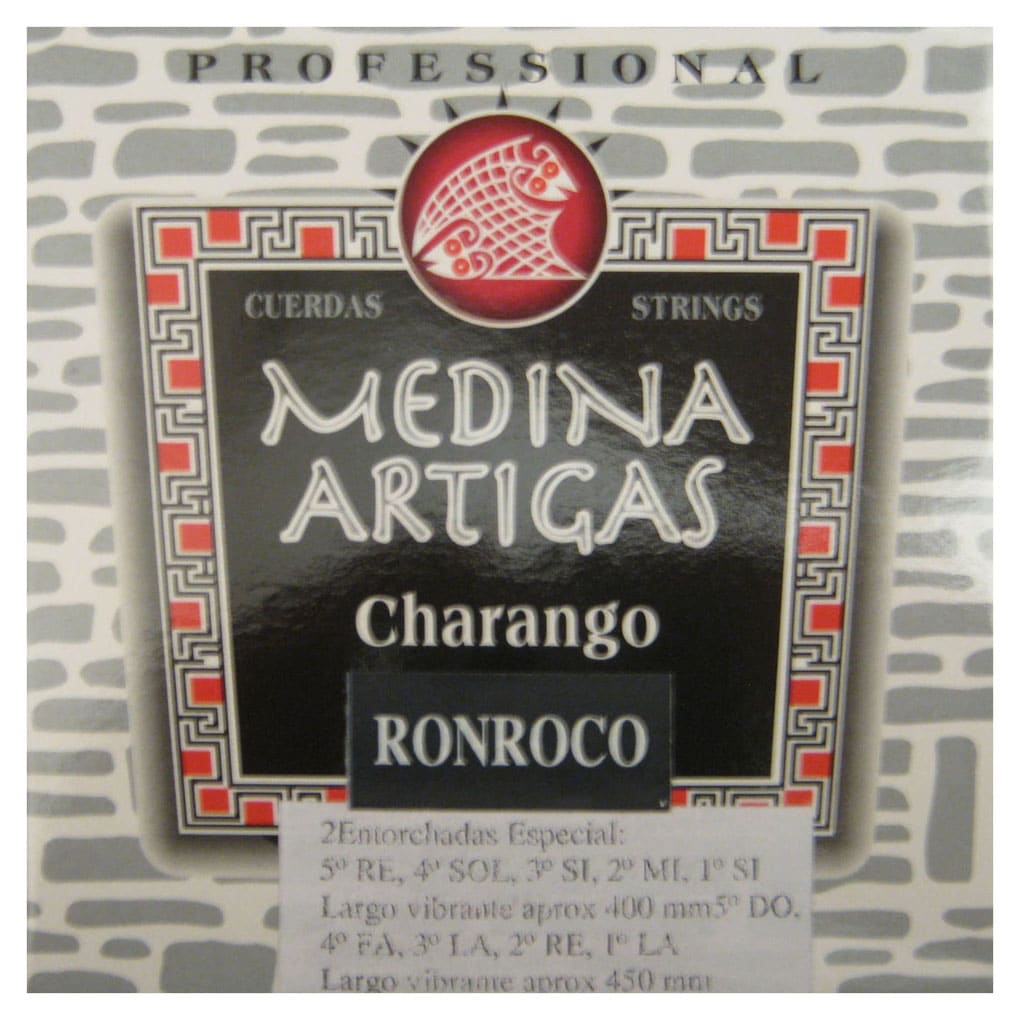 PROFESSIONAL
CUERDAS STRINGS
MEDINA
ARTIGAS
Charango
RONROCO
2Entorchadas Especial:
5º RE, 4º SOL, 3º SI, 2º MI, 1º SI
Largo vibrante aprox 400 mm5º DO,
4º FA, 3º LA, 2º RE, 1º LA
Largo vibrante aprox 450 mm